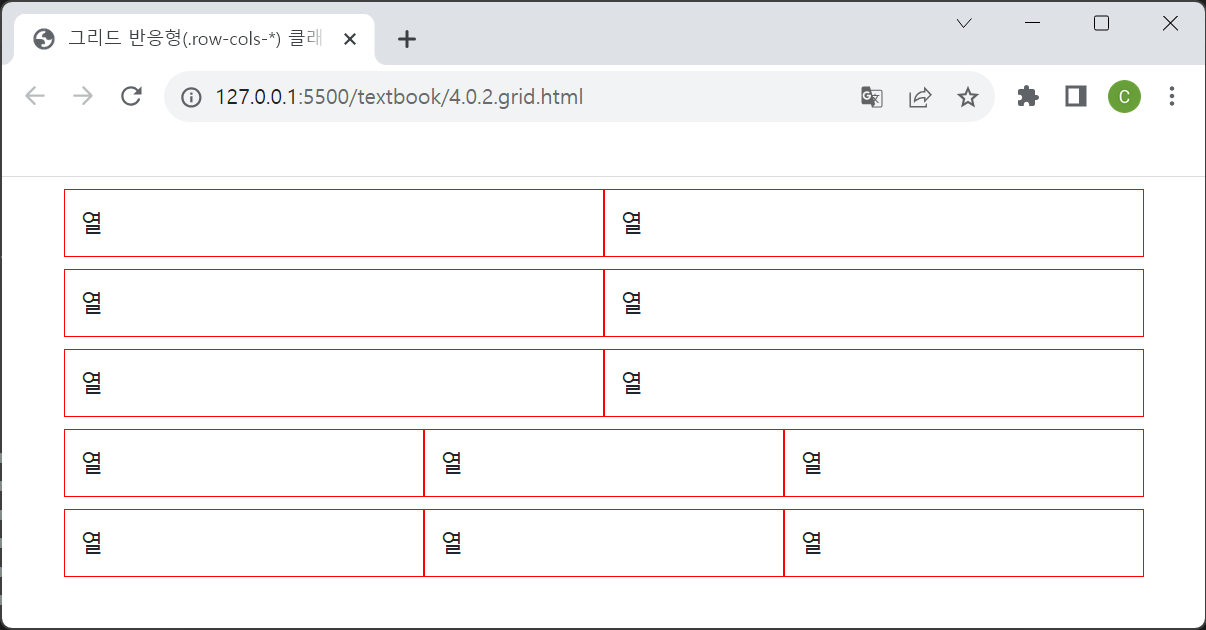 그리드 반응형(.row-cols-*) 클래
127.0.0.1:5500/textbook/4.0.2.grid.html
C
열 열
열 열
열 열
열 열 열
열 열 열